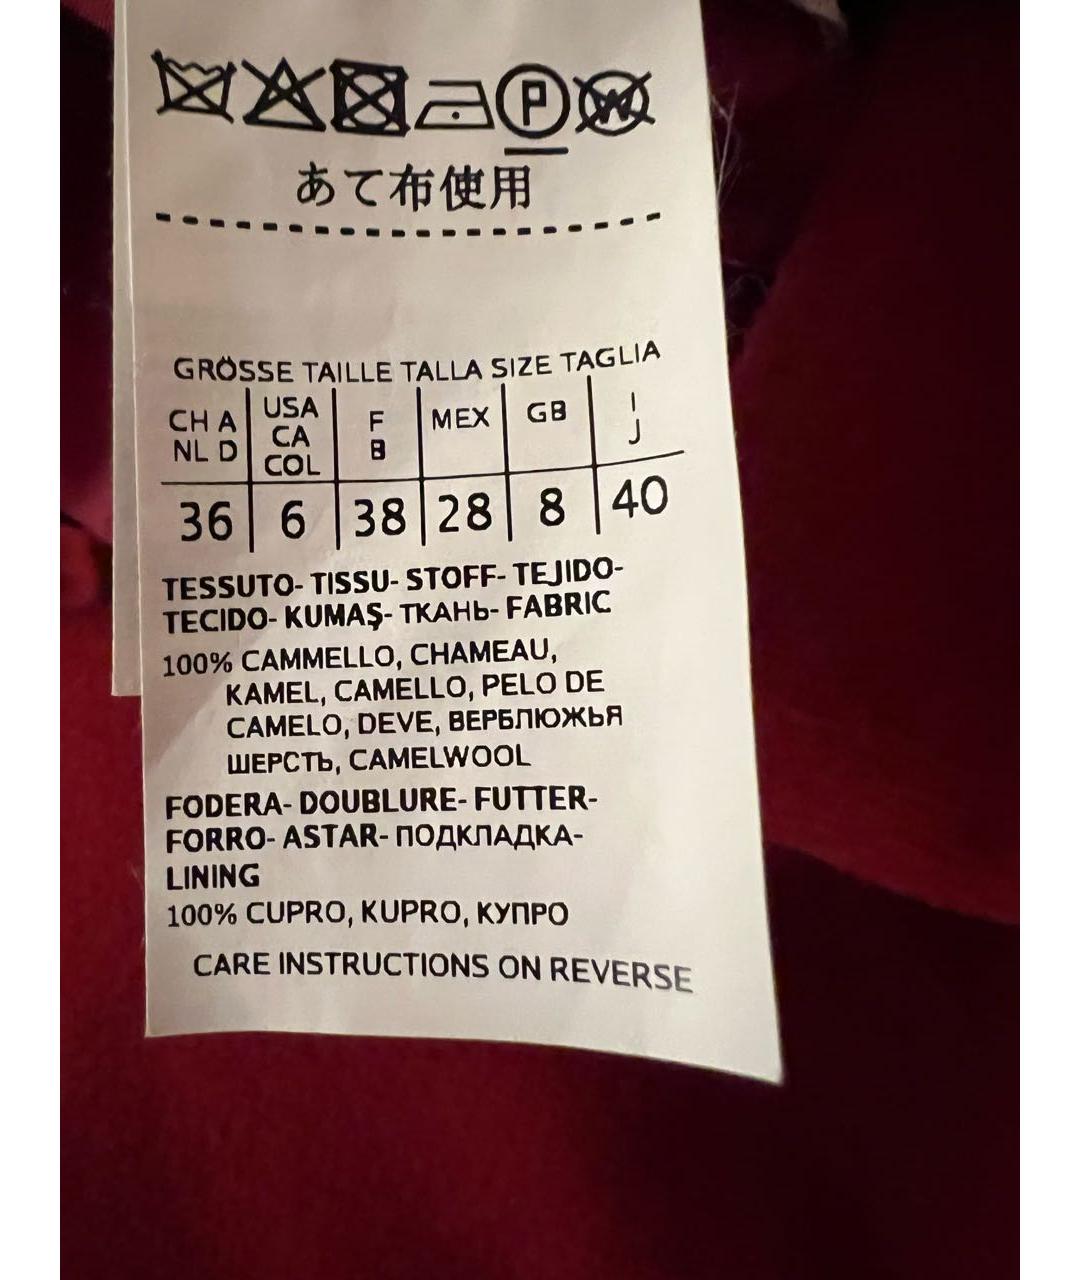 P W
あて布使用
GRÖSSE TAILLE TALLA SIZE TAGLIA
CH A NL D USA CA COL F B MEX GB I J
36 6 38 28 8 40
TESSUTO- TISSU- STOFF- TEJIDO-
TECIDO- KUMAŞ- ТКАНЬ- FABRIC
100% CAMMELLO, CHAMEAU,
KAMEL, CAMELLO, PELO DE
CAMELO, DEVE, ВЕРБЛЮЖЬЯ
ШЕРСТЬ, CAMELWOOL
FODERA- DOUBLURE- FUTTER-
FORRO- ASTAR- ПОДКЛАДКА-
LINING
100% CUPRO, KUPRO, КУПРО
CARE INSTRUCTIONS ON REVERSE